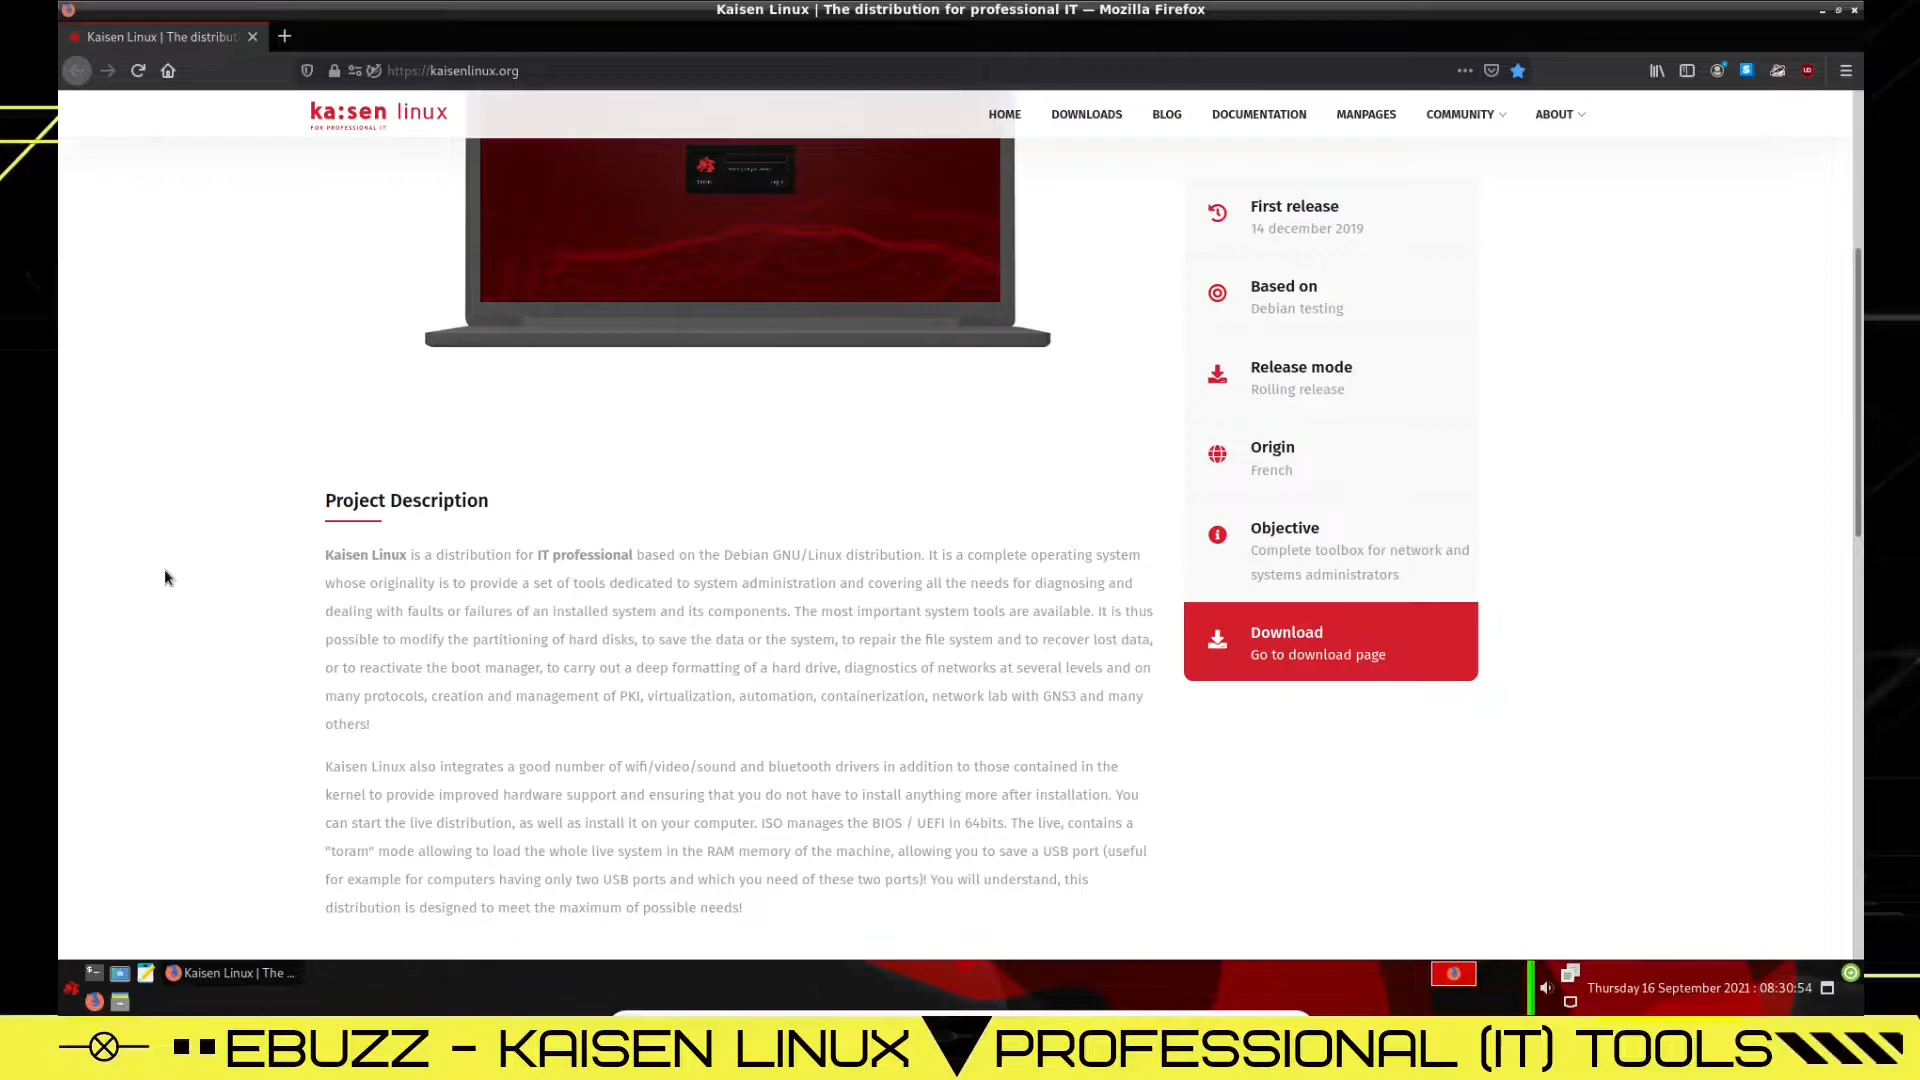 Kaisen Linux | The distribution for professional IT — Mozilla Firefox
Kaisen Linux | The distribut
https://kaisenlinux.org
ka:sen linux
FOR PROFESSIONAL IT
HOME DOWNLOADS BLOG DOCUMENTATION MANPAGES COMMUNITY ABOUT
First release
14 december 2019
Based on
Debian testing
Release mode
Rolling release
Origin
French
Objective
Complete toolbox for network and
systems administrators
Download
Go to download page
Project Description
Kaisen Linux is a distribution for IT professional based on the Debian GNU/Linux distribution. It is a complete operating system
whose originality is to provide a set of tools dedicated to system administration and covering all the needs for diagnosing and
dealing with faults or failures of an installed system and its components. The most important system tools are available. It is thus
possible to modify the partitioning of hard disks, to save the data or the system, to repair the file system and to recover lost data,
or to reactivate the boot manager, to carry out a deep formatting of a hard drive, diagnostics of networks at several levels and on
many protocols, creation and management of PKI, virtualization, automation, containerization, network lab with GNS3 and many
others!
Kaisen Linux also integrates a good number of wifi/video/sound and bluetooth drivers in addition to those contained in the
kernel to provide improved hardware support and ensuring that you do not have to install anything more after installation. You
can start the live distribution, as well as install it on your computer. ISO manages the BIOS / UEFI in 64bits. The live, contains a
"toram" mode allowing to load the whole live system in the RAM memory of the machine, allowing you to save a USB port (useful
for example for computers having only two USB ports and which you need of these two ports)! You will understand, this
distribution is designed to meet the maximum of possible needs!
Kaisen Linux | The ...
Thursday 16 September 2021 : 08:30:54
EBUZZ - KAISEN LINUX PROFESSIONAL (IT) TOOLS